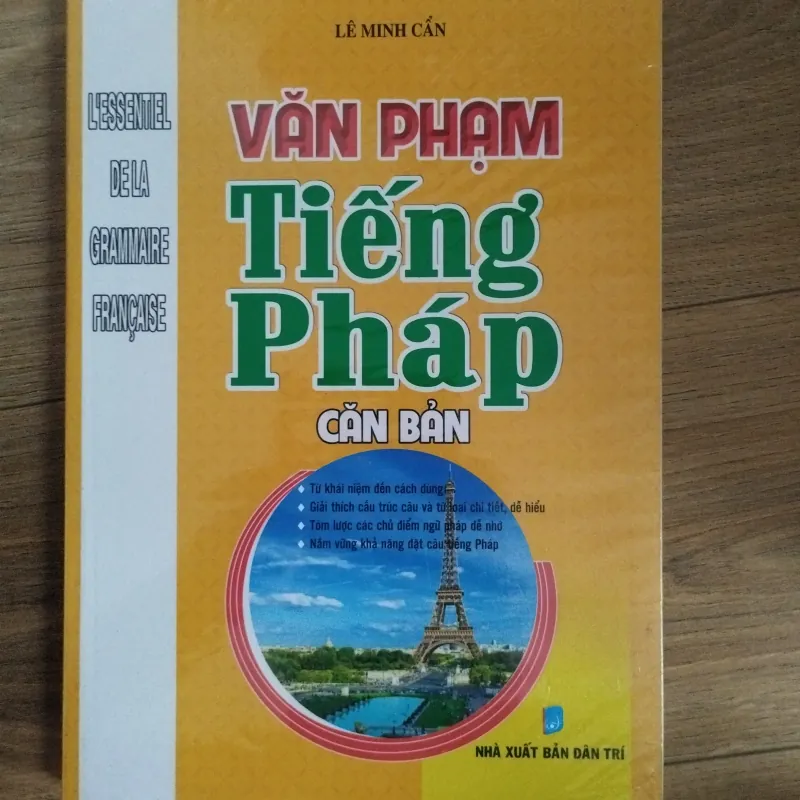 LÊ MINH CẨN
L'ESSENTIEL
DE LA
GRAMMAIRE
FRANÇAISE
VĂN PHẠM
Tiếng
Pháp
CĂN BẢN
Từ khái niệm đến cách dùng
Giải thích cấu trúc câu và từ loại chi tiết, dễ hiểu
Tóm lược các chủ điểm ngữ pháp dễ nhớ
Nắm vững khả năng đặt câu tiếng Pháp
NHÀ XUẤT BẢN DÂN TRÍ